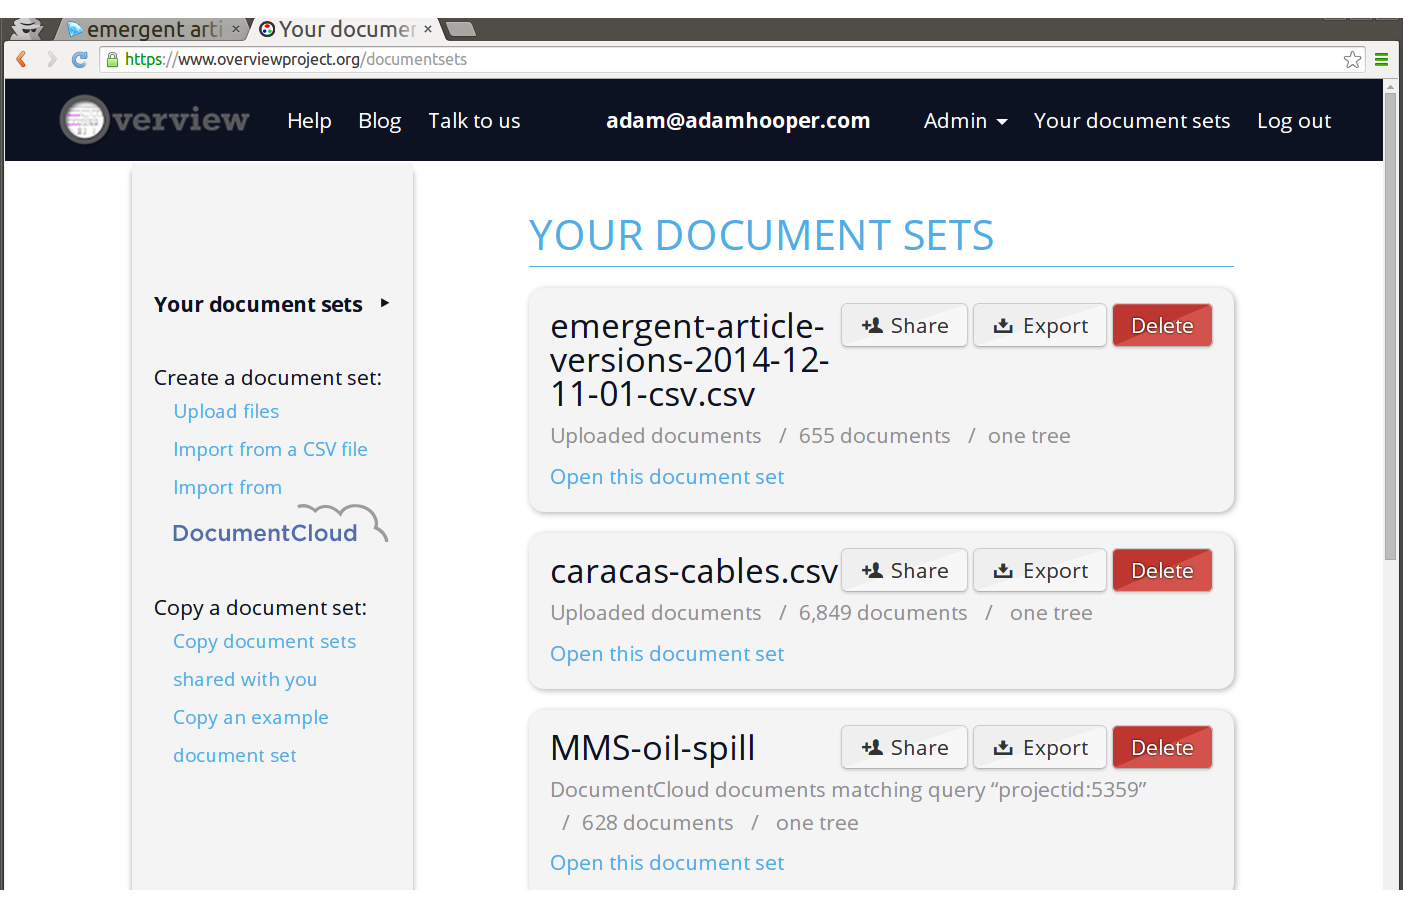 emergent arti × Your documen ×
https://www.overviewproject.org/documentsets
Overview Help Blog Talk to us adam@adamhooper.com Admin Your document sets Log out
Your document sets
Create a document set:
Upload files
Import from a CSV file
Import from
DocumentCloud
Copy a document set:
Copy document sets
shared with you
Copy an example
document set
YOUR DOCUMENT SETS
emergent-article-
versions-2014-12-
11-01-csv.csv
Share Export Delete
Uploaded documents / 655 documents / one tree
Open this document set
caracas-cables.csv Share Export Delete
Uploaded documents / 6,849 documents / one tree
Open this document set
MMS-oil-spill Share Export Delete
DocumentCloud documents matching query “projectid:5359”
/ 628 documents / one tree
Open this document set